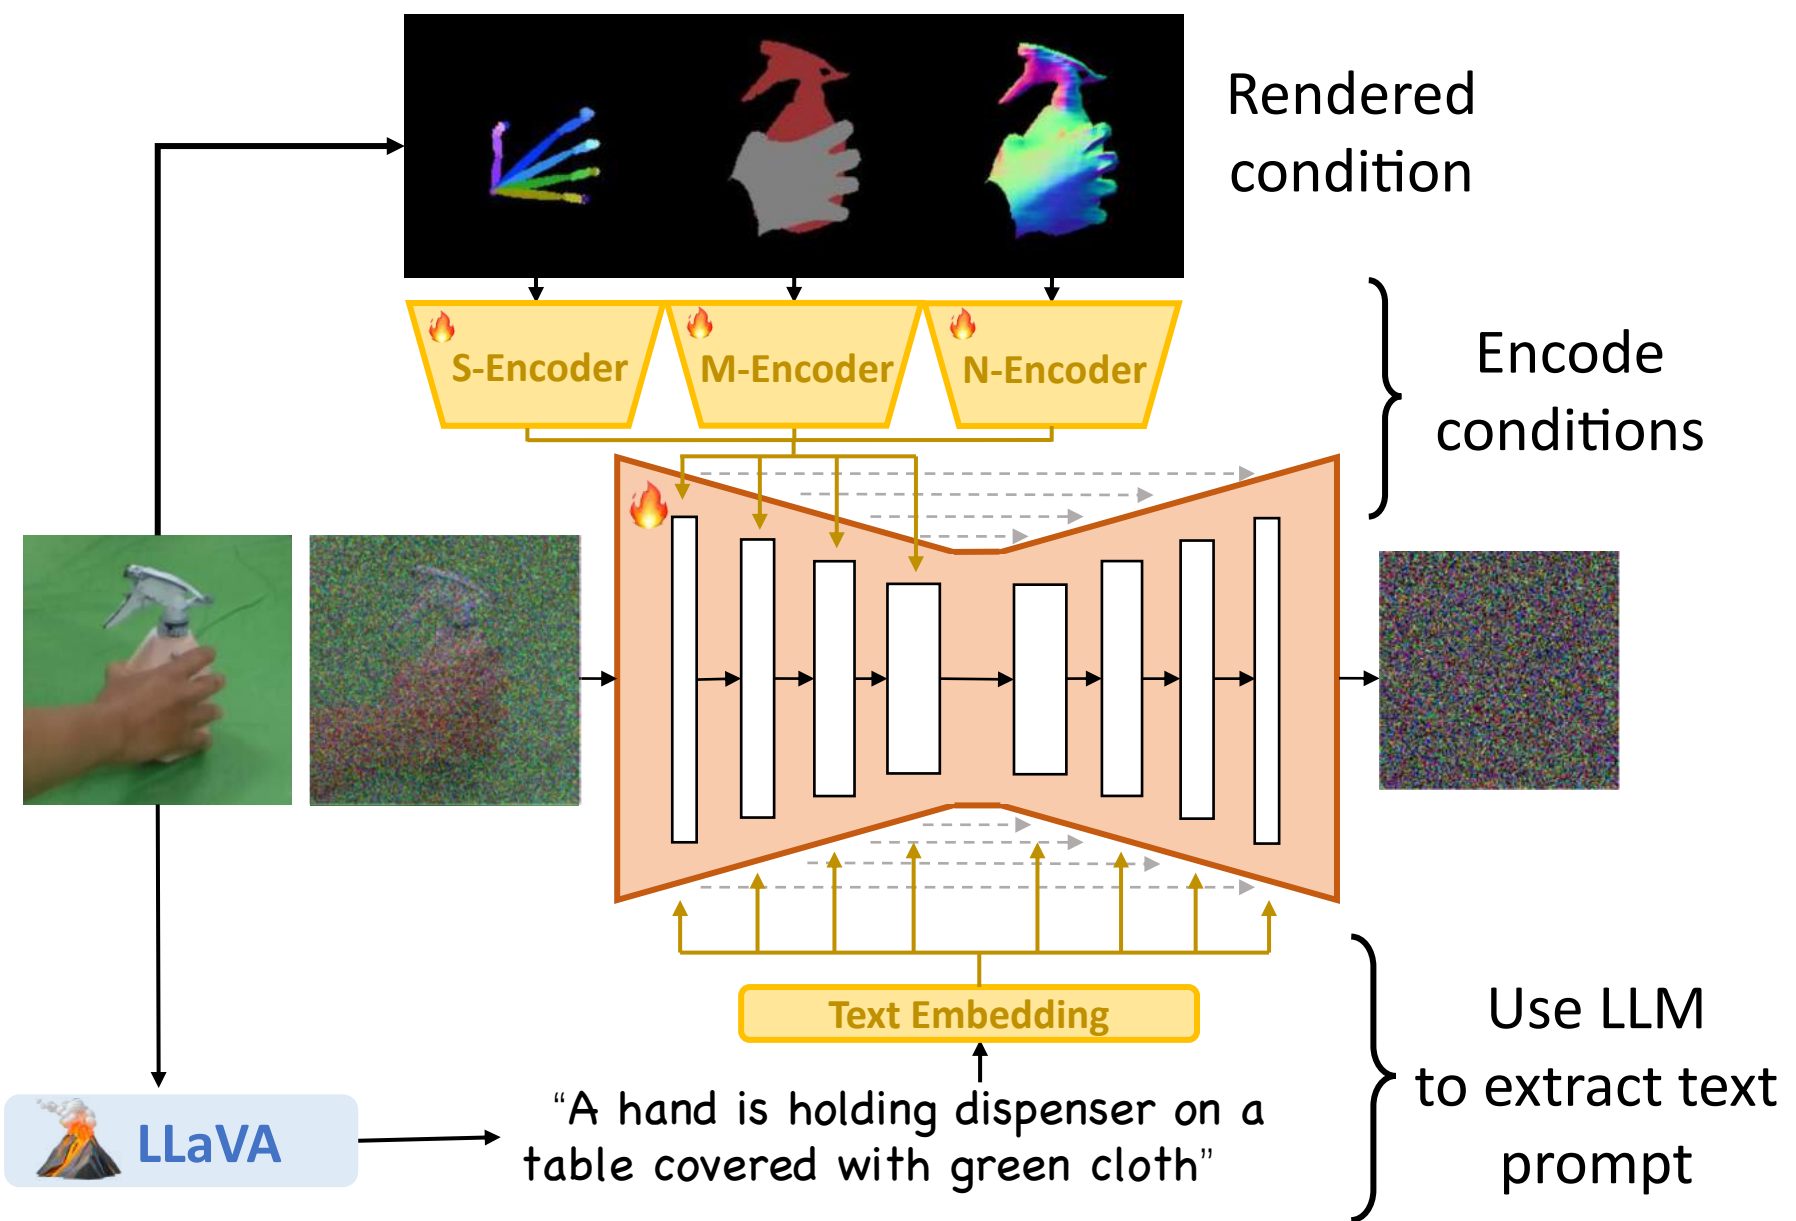 Rendered
condition
S-Encoder
M-Encoder
N-Encoder
Encode
conditions
Text Embedding
Use LLM
to extract text
prompt
LLaVA
“A hand is holding dispenser on a
table covered with green cloth”